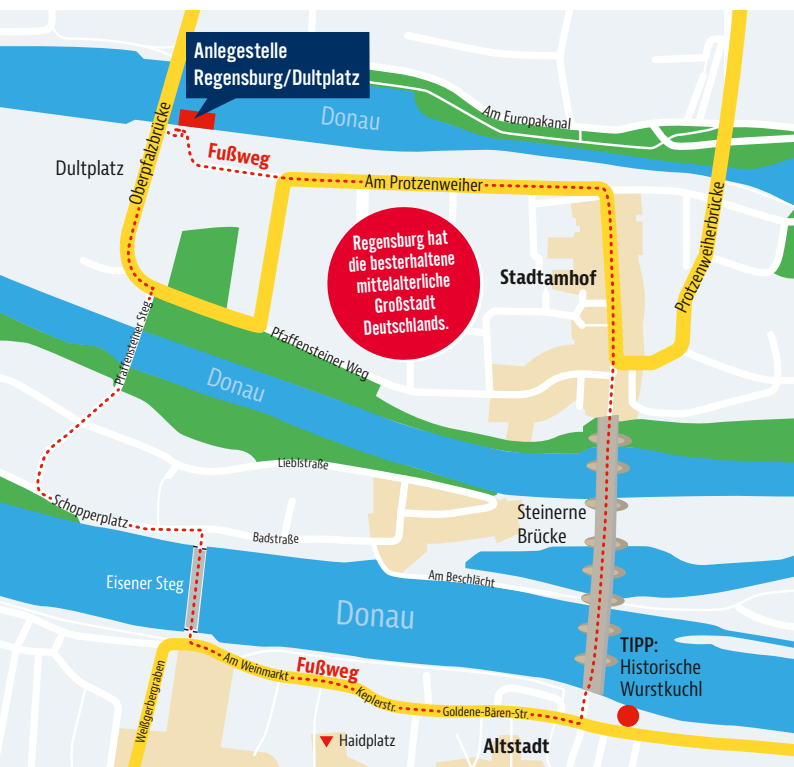 Anlegestelle
Regensburg/Dultplatz
Donau
Am Europakanal
Oberpfalzbrücke
Dultplatz
Fußweg
Am Protzenweiher
Protzenweiherbrücke
Regensburg hat
die besterhaltene
mittelalterliche
Großstadt
Deutschlands.
Stadtamhof
Pfaffensteiner Steg
Pfaffensteiner Weg
Donau
Lieblstraße
Schopperplatz
Steinerne
Brücke
Badstraße
Am Beschlächt
Eisener Steg
Donau
TIPP:
Historische
Wurstkuchl
Weißgerbergraben
Am Weinmarkt
Fußweg
Keplerstr.
Goldene-Bären-Str.
Haidplatz
Altstadt